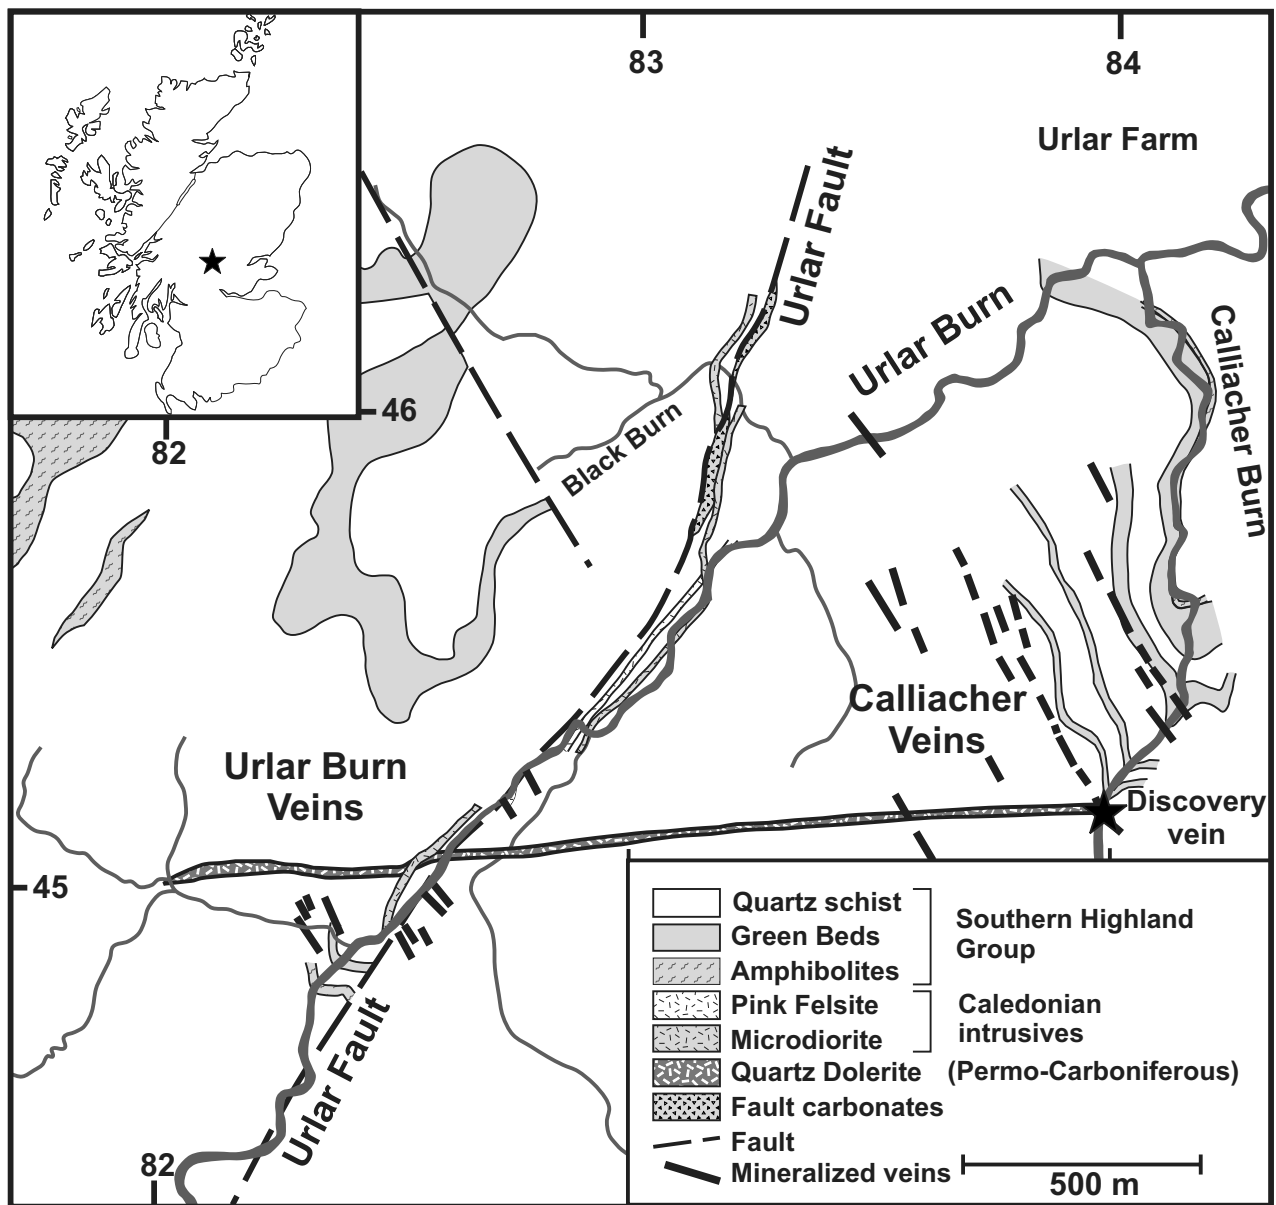 83
84
Urlar Farm
Urlar Fault
Urlar Burn
Calliacher Burn
46
82
Black Burn
Calliacher
Veins
Urlar Burn
Veins
Discovery
vein
45
Urlar Fault
82
Quartz schist
Green Beds
Amphibolites
Southern Highland
Group
Pink Felsite
Microdiorite
Caledonian
intrusives
Quartz Dolerite (Permo-Carboniferous)
Fault carbonates
Fault
Mineralized veins
500 m